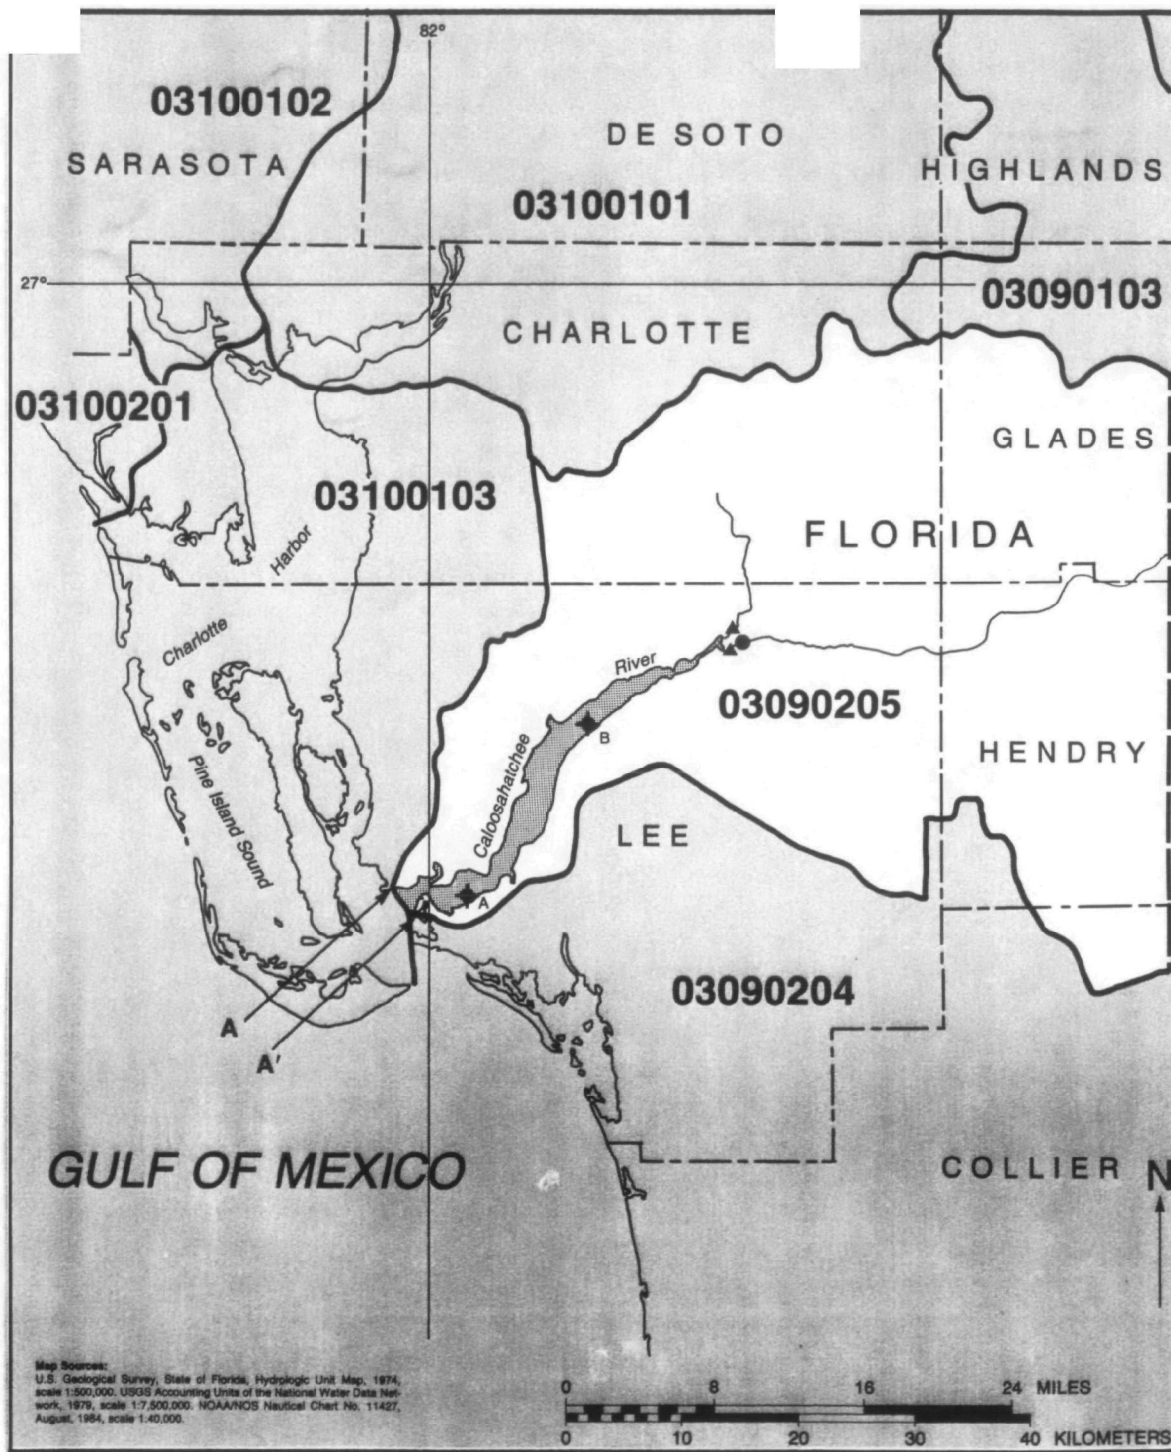 82°
03100102
DE SOTO
SARASOTA
HIGHLANDS
03100101
27°
03090103
CHARLOTTE
03100201
GLADES
03100103
FLORIDA
Harbor
Charlotte
River
03090205
B
HENDRY
Pine Island Sound
Caloosahatchee
LEE
A
03090204
A
A'
GULF OF MEXICO
COLLIER
N
Map Sources:
U.S. Geological Survey, State of Florida, Hydrologic Unit Map, 1974,
scale 1:500,000. USGS Accounting Units of the National Water Data Net-
work, 1979, scale 1:7,500,000. NOAA/NOS Nautical Chart No. 11427,
August, 1984, scale 1:40,000.
0 8 16 24 MILES
0 10 20 30 40 KILOMETERS